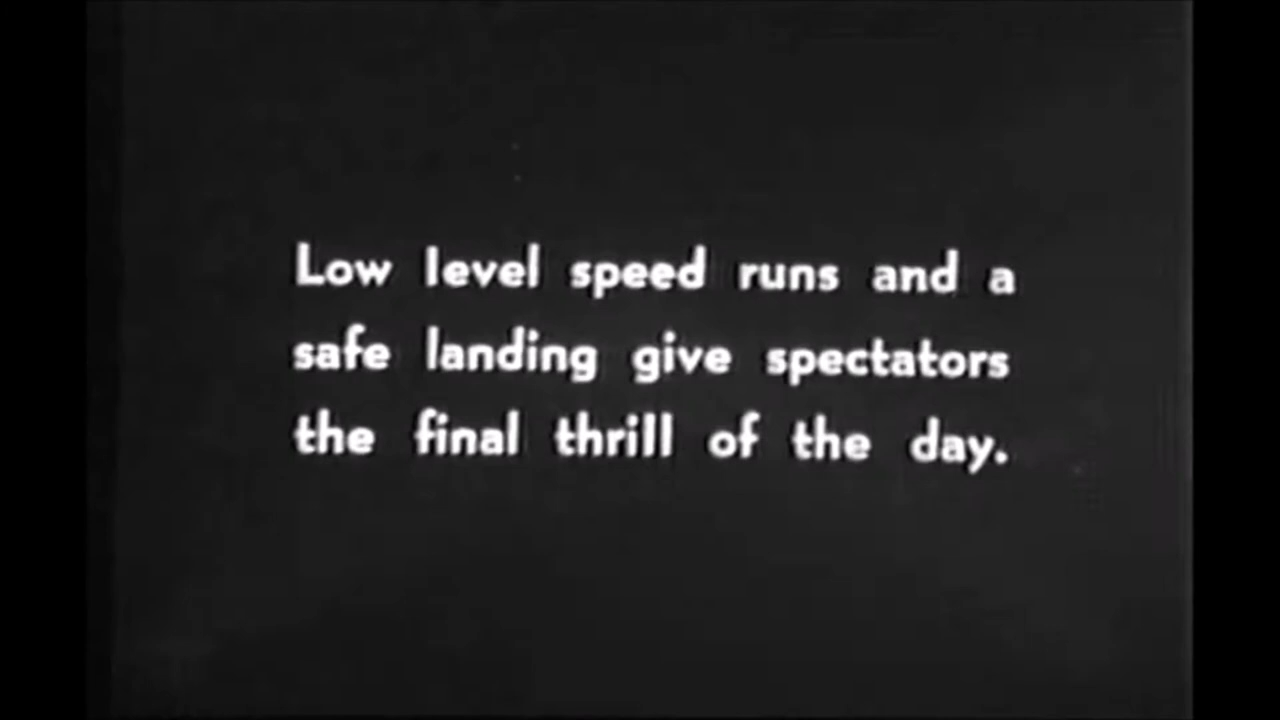 Low level speed runs and a
safe landing give spectators
the final thrill of the day.